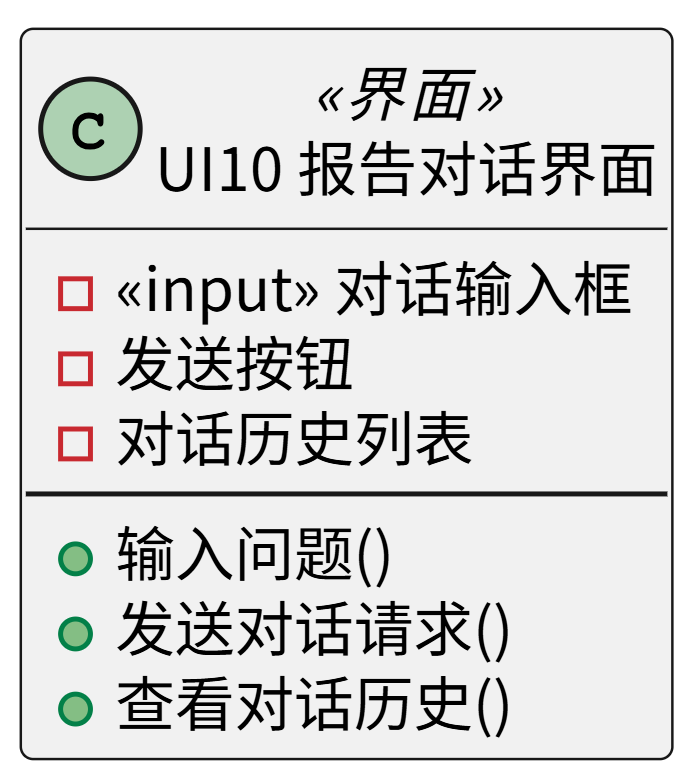 C
«界面»
UI10 报告对话界面
«input» 对话输入框
发送按钮
对话历史列表
输入问题()
发送对话请求()
查看对话历史()